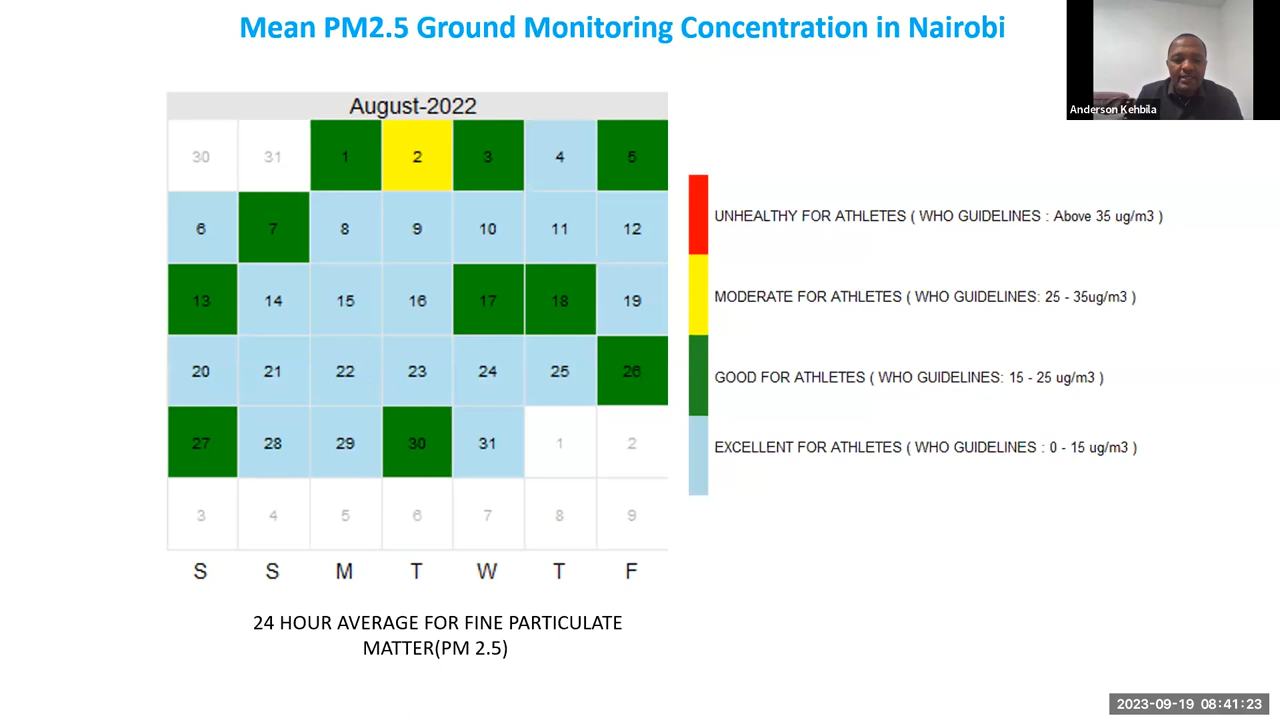 Mean PM2.5 Ground Monitoring Concentration in Nairobi
Anderson Kehbila
August-2022
30 31 1 2 3 4 5
6 7 8 9 10 11 12
13 14 15 16 17 18 19
20 21 22 23 24 25 26
27 28 29 30 31 1 2
3 4 5 6 7 8 9
S S M T W T F
UNHEALTHY FOR ATHLETES ( WHO GUIDELINES : Above 35 ug/m3 )
MODERATE FOR ATHLETES ( WHO GUIDELINES: 25 - 35ug/m3 )
GOOD FOR ATHLETES ( WHO GUIDELINES: 15 - 25 ug/m3 )
EXCELLENT FOR ATHLETES ( WHO GUIDELINES : 0 - 15 ug/m3 )
24 HOUR AVERAGE FOR FINE PARTICULATE
MATTER(PM 2.5)
2023-09-19 08:41:23